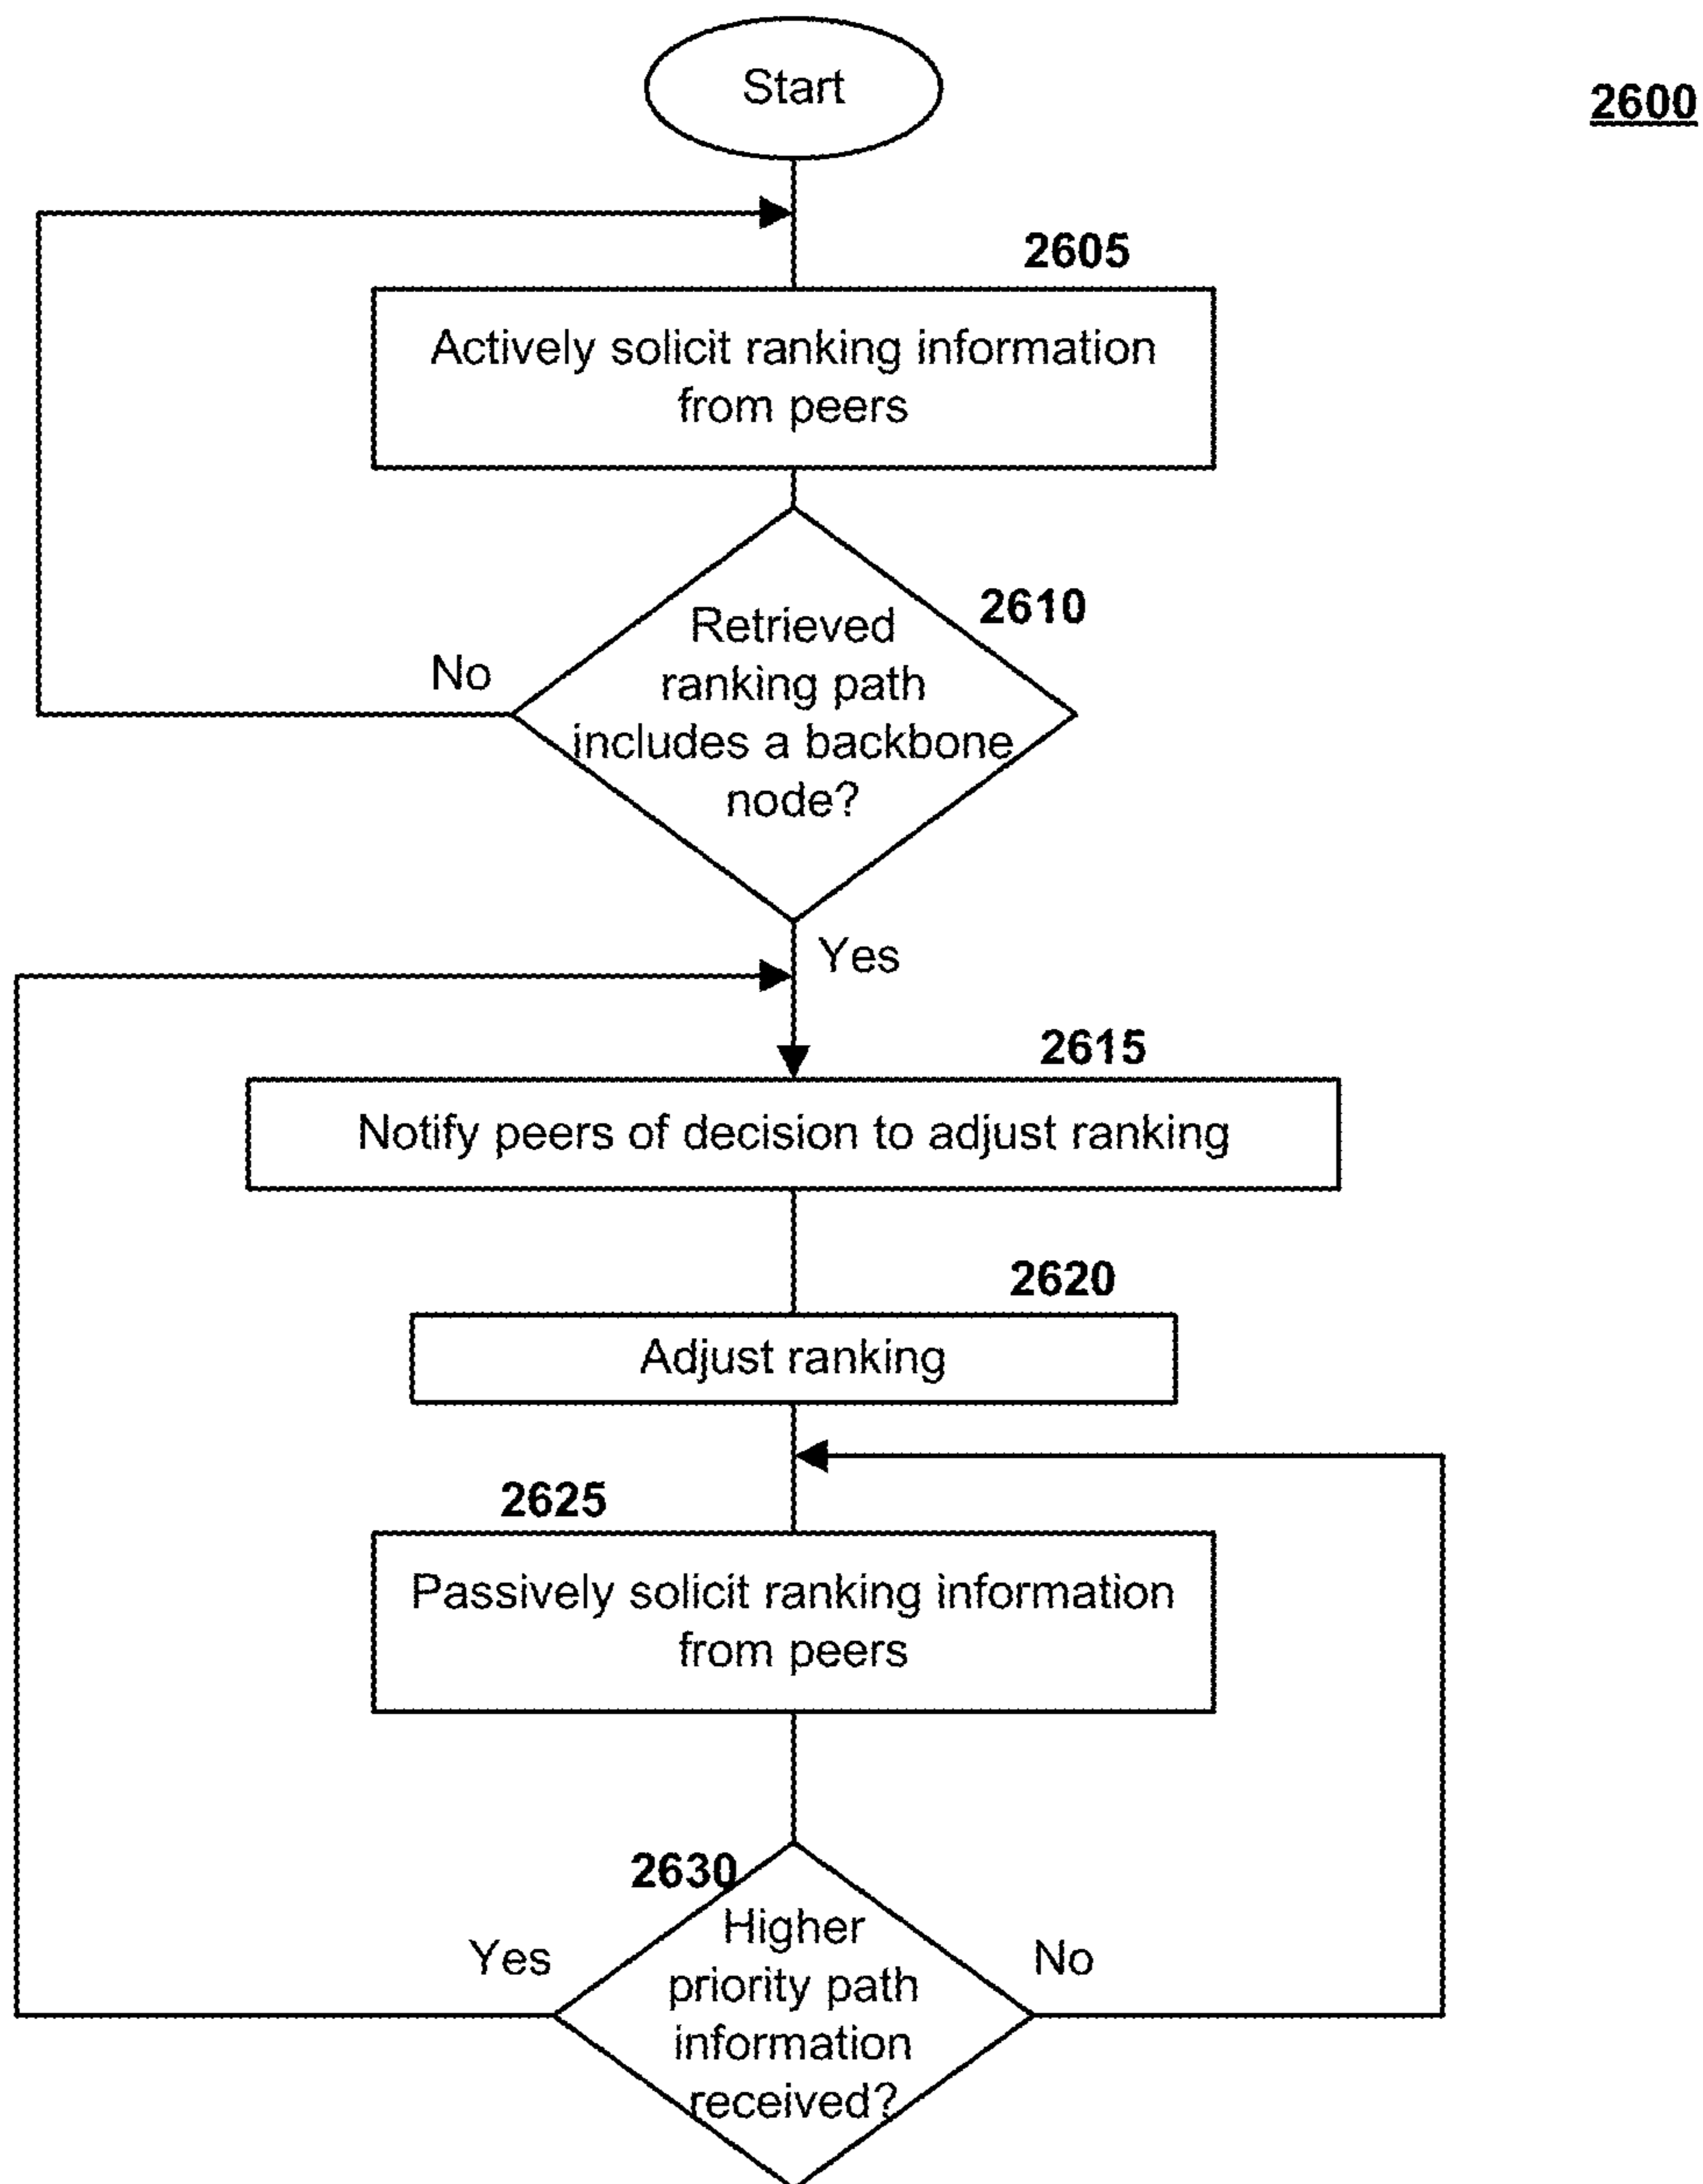 Start
2600
2605
Actively solicit ranking information
from peers
2610
Retrieved
ranking path
includes a backbone
node?
No
Yes
2615
Notify peers of decision to adjust ranking
2620
Adjust ranking
2625
Passively solicit ranking information
from peers
2630
Higher
priority path
information
received?
Yes
No